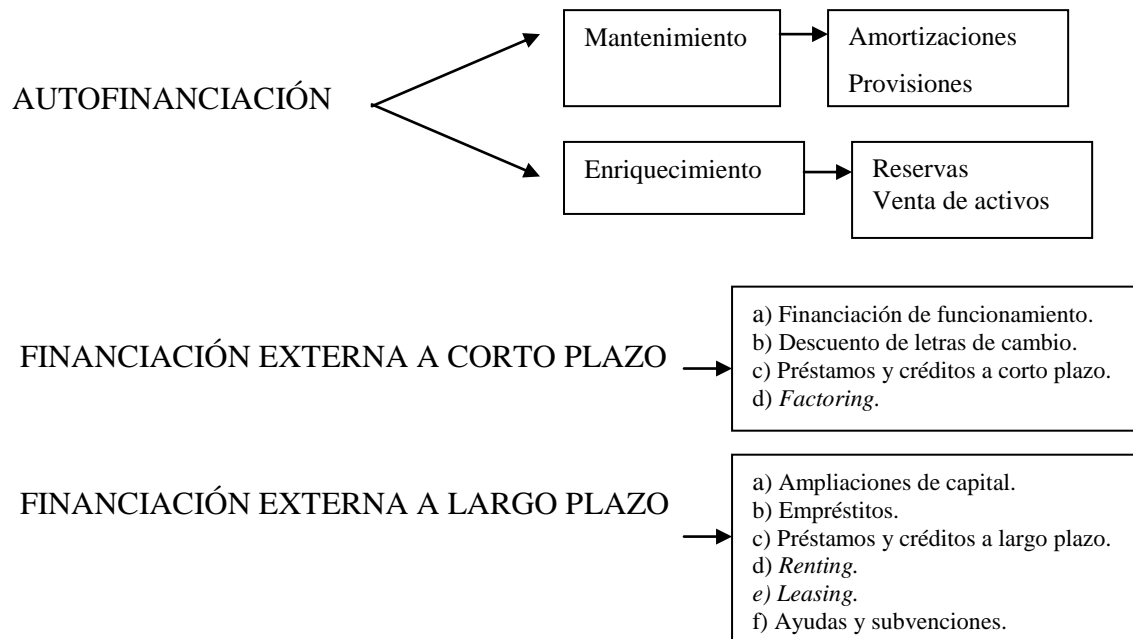 AUTOFINANCIACIÓN
Mantenimiento
Amortizaciones
Provisiones
Enriquecimiento
Reservas
Venta de activos
FINANCIACIÓN EXTERNA A CORTO PLAZO
a) Financiación de funcionamiento.
b) Descuento de letras de cambio.
c) Préstamos y créditos a corto plazo.
d) Factoring.
FINANCIACIÓN EXTERNA A LARGO PLAZO
a) Ampliaciones de capital.
b) Empréstitos.
c) Préstamos y créditos a largo plazo.
d) Renting.
e) Leasing.
f) Ayudas y subvenciones.